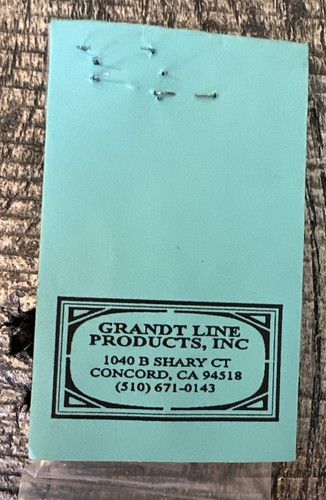 GRANDT LINE
PRODUCTS, INC
1040 B SHARY CT
CONCORD, CA 94518
(510) 671-0143